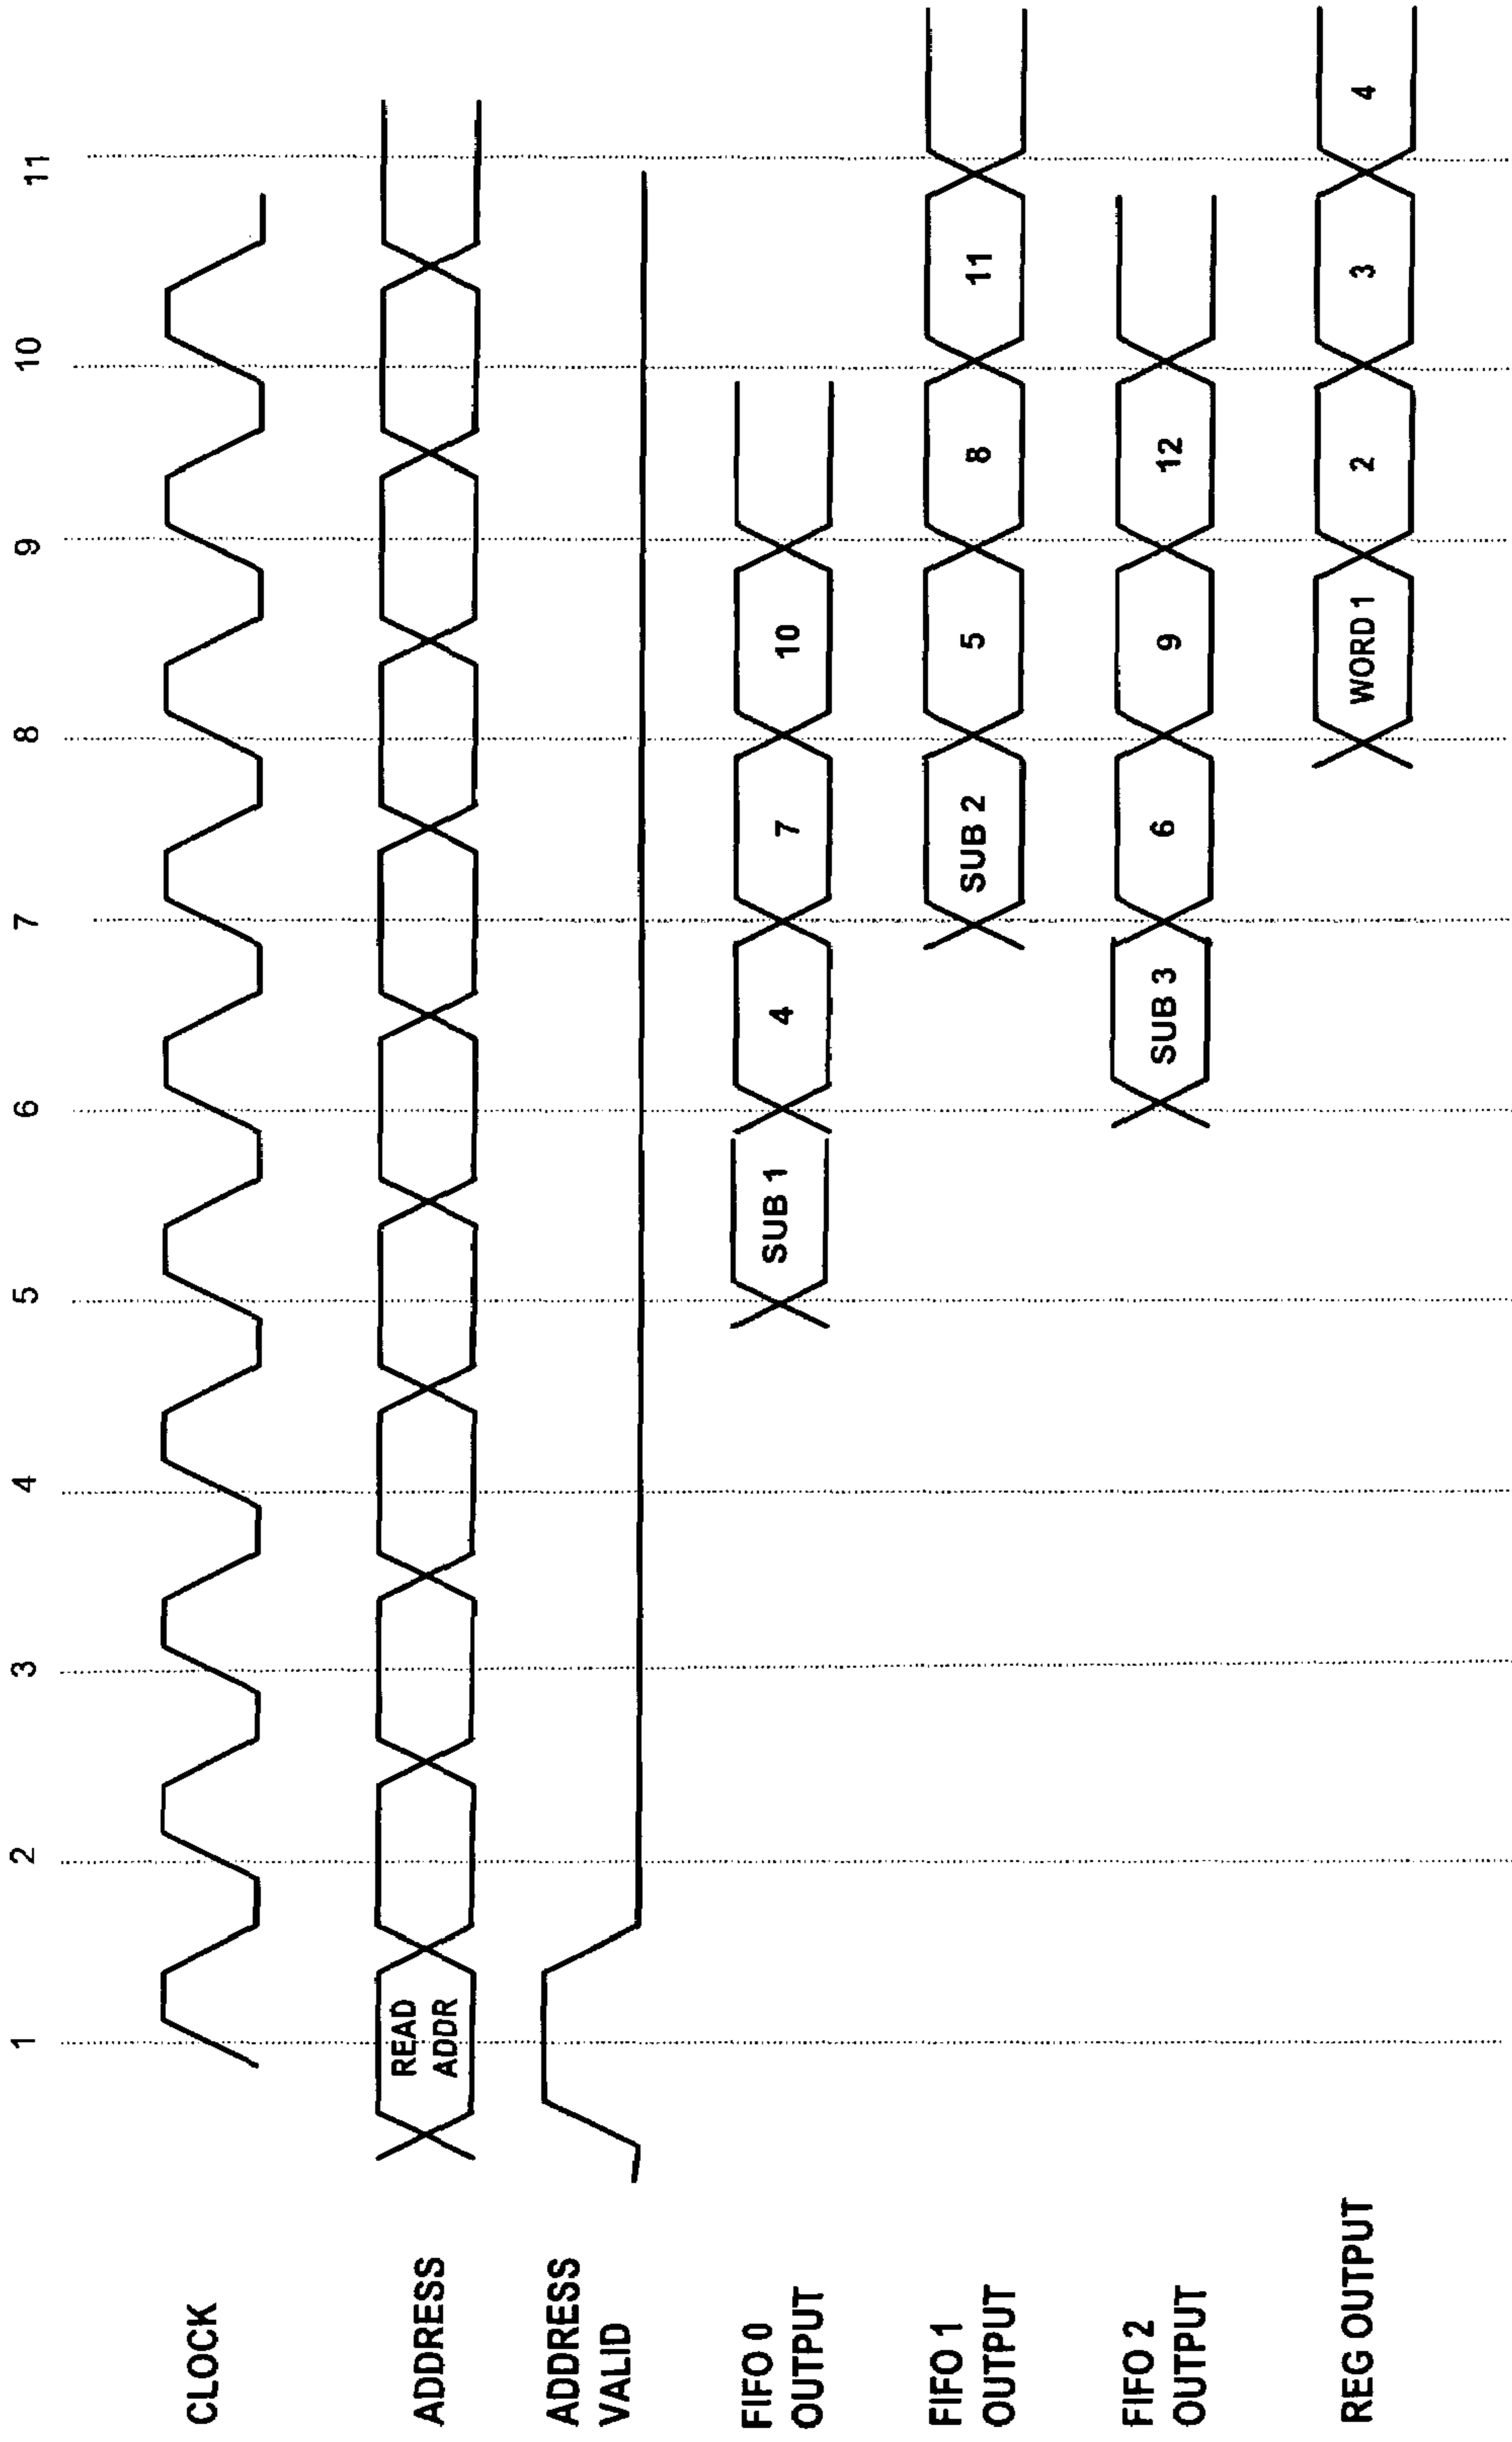 1 2 3 4 5 6 7 8 9 10 11
CLOCK
ADDRESS
READ
ADDR
ADDRESS
VALID
FIFO 0
OUTPUT
SUB 1 4 7 10
FIFO 1
OUTPUT
SUB 2 5 8 11
FIFO 2
OUTPUT
SUB 3 6 9 12
REG OUTPUT
WORD 1 2 3 4